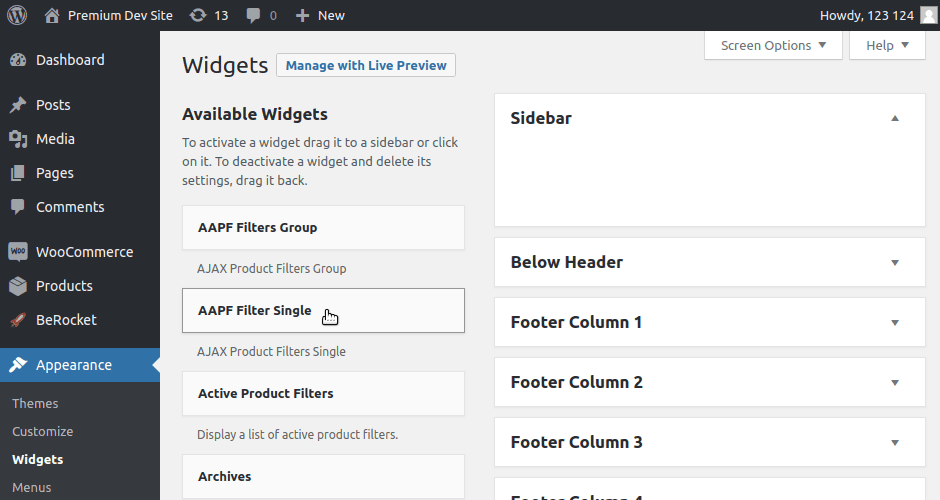 Premium Dev Site
13
0
New
Howdy, 123 124
Dashboard
Posts
Media
Pages
Comments
woo
WooCommerce
Products
BeRocket
Appearance
Themes
Customize
Widgets
Menus
Screen Options
Help
Widgets
Manage with Live Preview
Available Widgets
To activate a widget drag it to a sidebar or click
on it. To deactivate a widget and delete its
settings, drag it back.
AAPF Filters Group
AJAX Product Filters Group
AAPF Filter Single
AJAX Product Filters Single
Active Product Filters
Display a list of active product filters.
Archives
Sidebar
Below Header
Footer Column 1
Footer Column 2
Footer Column 3
Footer Column 4